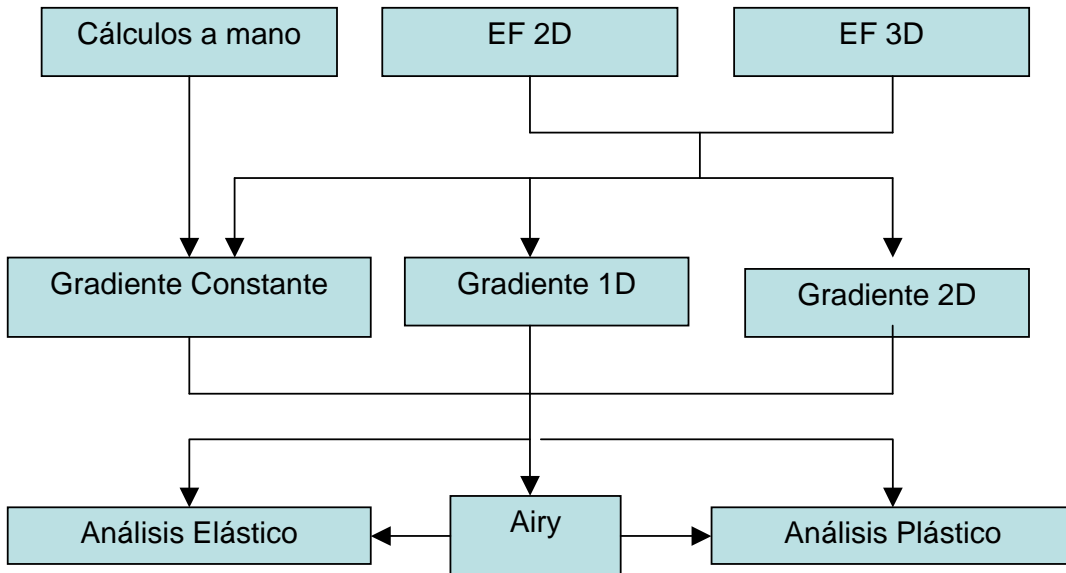 Cálculos a mano
EF 2D
EF 3D
Gradiente Constante
Gradiente 1D
Gradiente 2D
Análisis Elástico
Airy
Análisis Plástico